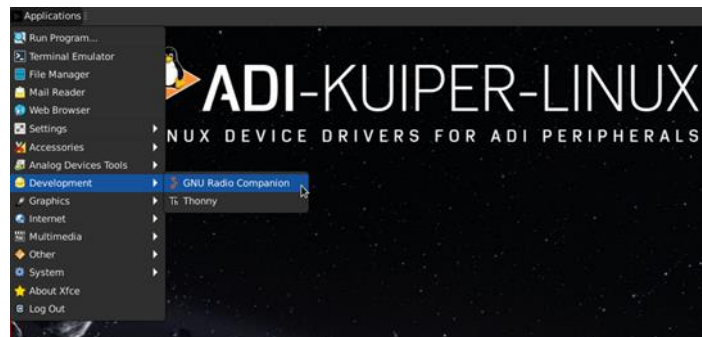 Applications
Run Program...
Terminal Emulator
File Manager
Mail Reader
Web Browser
Settings
Accessories
Analog Devices Tools
Development
Graphics
Internet
Multimedia
Other
System
About Xfce
Log Out
GNU Radio Companion
Th Thonny
ADI-KUIPER-LINUX
NUX DEVICE DRIVERS FOR ADI PERIPHERALS